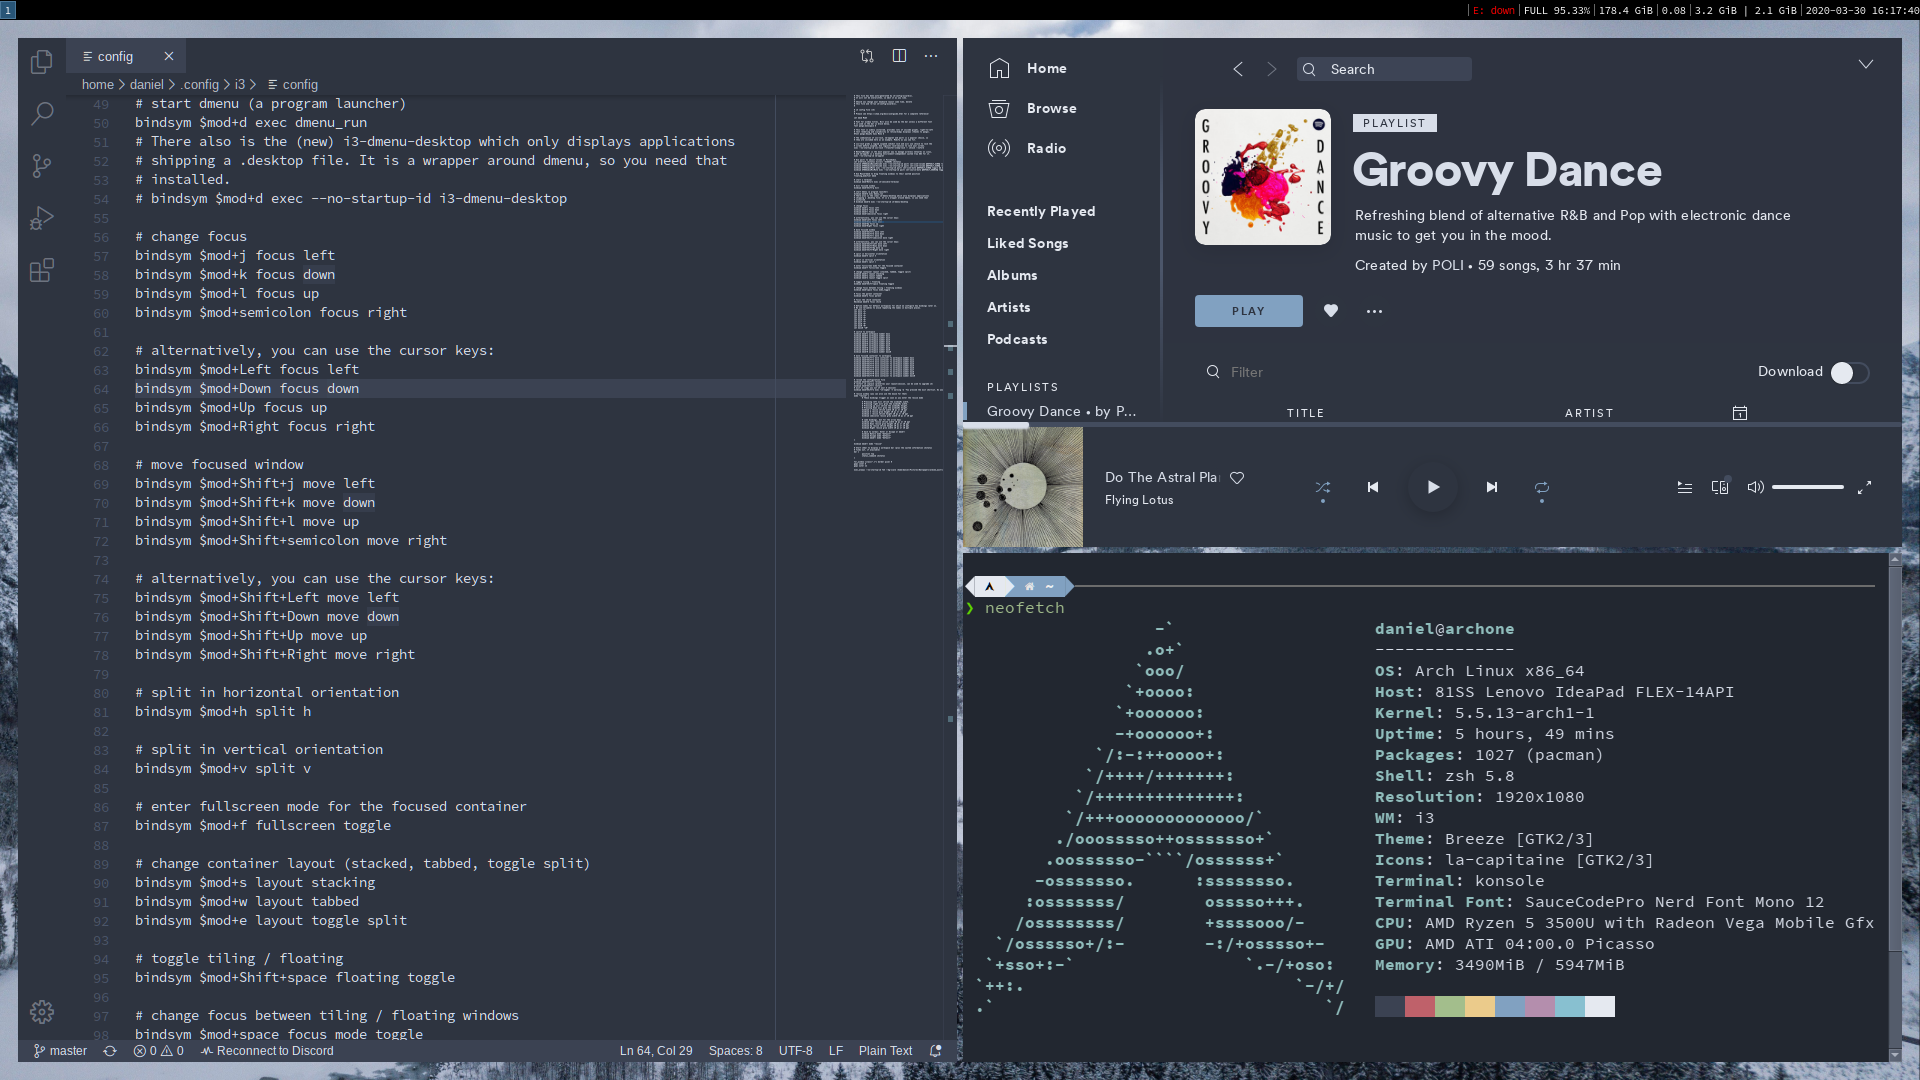 1
E: down FULL 95.33% 178.4 GiB 0.08 3.2 GiB | 2.1 GiB 2020-03-30 16:17:40
config
home daniel .config i3 config
49 # start dmenu (a program launcher)
50 bindsym $mod+d exec dmenu_run
51 # There also is the (new) i3-dmenu-desktop which only displays applications
52 # shipping a .desktop file. It is a wrapper around dmenu, so you need that
53 # installed.
54 # bindsym $mod+d exec --no-startup-id i3-dmenu-desktop
55
56 # change focus
57 bindsym $mod+j focus left
58 bindsym $mod+k focus down
59 bindsym $mod+l focus up
60 bindsym $mod+semicolon focus right
61
62 # alternatively, you can use the cursor keys:
63 bindsym $mod+Left focus left
64 bindsym $mod+Down focus down
65 bindsym $mod+Up focus up
66 bindsym $mod+Right focus right
67
68 # move focused window
69 bindsym $mod+Shift+j move left
70 bindsym $mod+Shift+k move down
71 bindsym $mod+Shift+l move up
72 bindsym $mod+Shift+semicolon move right
73
74 # alternatively, you can use the cursor keys:
75 bindsym $mod+Shift+Left move left
76 bindsym $mod+Shift+Down move down
77 bindsym $mod+Shift+Up move up
78 bindsym $mod+Shift+Right move right
79
80 # split in horizontal orientation
81 bindsym $mod+h split h
82
83 # split in vertical orientation
84 bindsym $mod+v split v
85
86 # enter fullscreen mode for the focused container
87 bindsym $mod+f fullscreen toggle
88
89 # change container layout (stacked, tabbed, toggle split)
90 bindsym $mod+s layout stacking
91 bindsym $mod+w layout tabbed
92 bindsym $mod+e layout toggle split
93
94 # toggle tiling / floating
95 bindsym $mod+Shift+space floating toggle
96
97 # change focus between tiling / floating windows
98 bindsym $mod+space focus mode_toggle
master 0 0 Reconnect to Discord Ln 64, Col 29 Spaces: 8 UTF-8 LF Plain Text
Home
Browse
Radio
Recently Played
Liked Songs
Albums
Artists
Podcasts
PLAYLISTS
Groovy Dance • by P...
Search
GROOVY
DANCE
PLAYLIST
Groovy Dance
Refreshing blend of alternative R&B and Pop with electronic dance
music to get you in the mood.
Created by POLI • 59 songs, 3 hr 37 min
PLAY
Filter
Download
TITLE ARTIST
Do The Astral Pla
Flying Lotus
~
❯ neofetch
-`
.o+`
`ooo/
`+oooo:
`+oooooo:
-+oooooo+:
`/:-:++oooo+:
`/++++/+++++++:
`/++++++++++++++:
`/+++ooooooooooooo/`
./ooosssso++osssssso+`
.oossssso-````/ossssss+`
-osssssso. :ssssssso.
:osssssss/ osssso+++.
/ossssssss/ +ssssooo/-
`/ossssso+/:- -:/+osssso+-
`+sso+:-` `.-/+oso:
`++:. `-/+/
.` `/
daniel@archone
--------------
OS: Arch Linux x86_64
Host: 81SS Lenovo IdeaPad FLEX-14API
Kernel: 5.5.13-arch1-1
Uptime: 5 hours, 49 mins
Packages: 1027 (pacman)
Shell: zsh 5.8
Resolution: 1920x1080
WM: i3
Theme: Breeze [GTK2/3]
Icons: la-capitaine [GTK2/3]
Terminal: konsole
Terminal Font: SauceCodePro Nerd Font Mono 12
CPU: AMD Ryzen 5 3500U with Radeon Vega Mobile Gfx
GPU: AMD ATI 04:00.0 Picasso
Memory: 3490MiB / 5947MiB